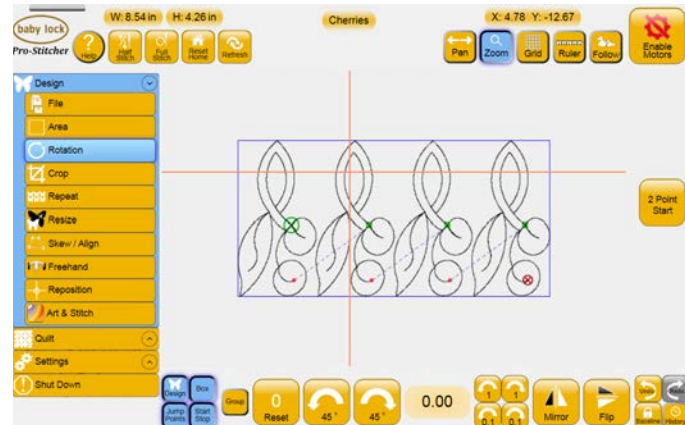 W: 8.54 in H: 4.26 in
Cherries
X: 4.78 Y: -12.67
baby lock
Pro-Stitcher
Help
Half Stitch
Full Stitch
Reset Home
Refresh
Pan
Zoom
Grid
Ruler
Follow
Enable Motors
Design
File
Area
Rotation
Crop
Repeat
Resize
Skew / Align
Freehand
Reposition
Art & Stitch
Quilt
Settings
Shut Down
2 Point Start
Design
Box
Jump Points
Start Stop
Group
0
Reset
45°
45°
0.00
1
1
0.1
0.1
Mirror
Flip
Undo
Redo
Baseline
History